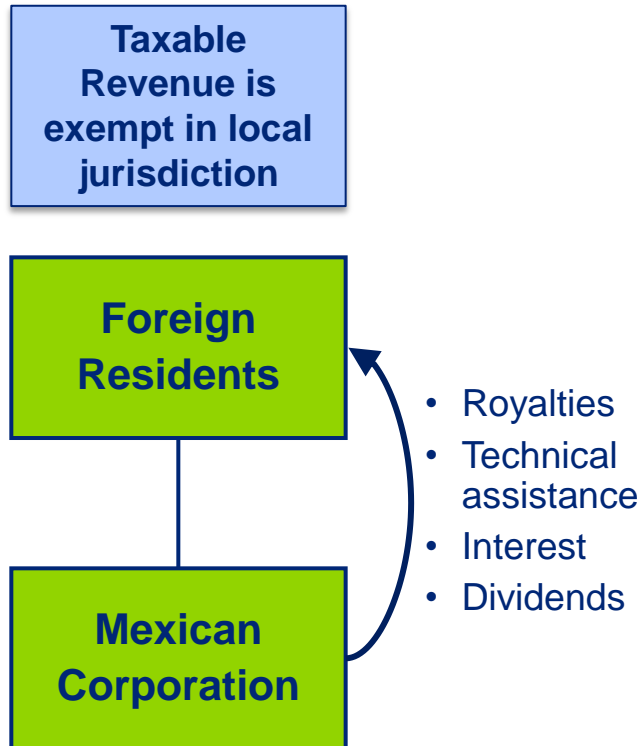 Taxable
Revenue is
exempt in local
jurisdiction
Foreign
Residents
• Royalties
• Technical
assistance
• Interest
• Dividends
Mexican
Corporation